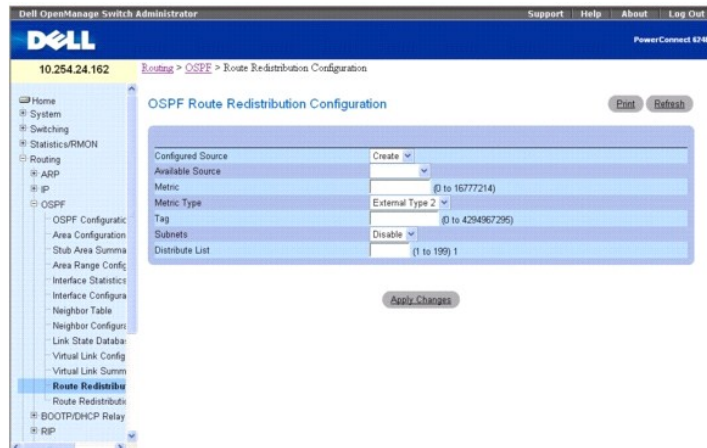 Dell OpenManage Switch Administrator
Support Help About Log Out
DELL
PowerConnect 624
10.254.24.162
Routing > OSPF > Route Redistribution Configuration
Home
System
Switching
Statistics/RMON
Routing
ARP
IP
OSPF
OSPF Configuratic
Area Configuration
Stub Area Summa
Area Range Config
Interface Statistics
Interface Configura
Neighbor Table
Neighbor Configura
Link State Databa
Virtual Link Config
Virtual Link Summ
Route Redistribu
Route Redistributic
BOOTP/DHCP Relay
RIP
OSPF Route Redistribution Configuration
Print Refresh
Configured Source Create
Available Source
Metric (0 to 16777214)
Metric Type External Type 2
Tag (0 to 4294967295)
Subnets Disable
Distribute List (1 to 199) 1
Apply Changes